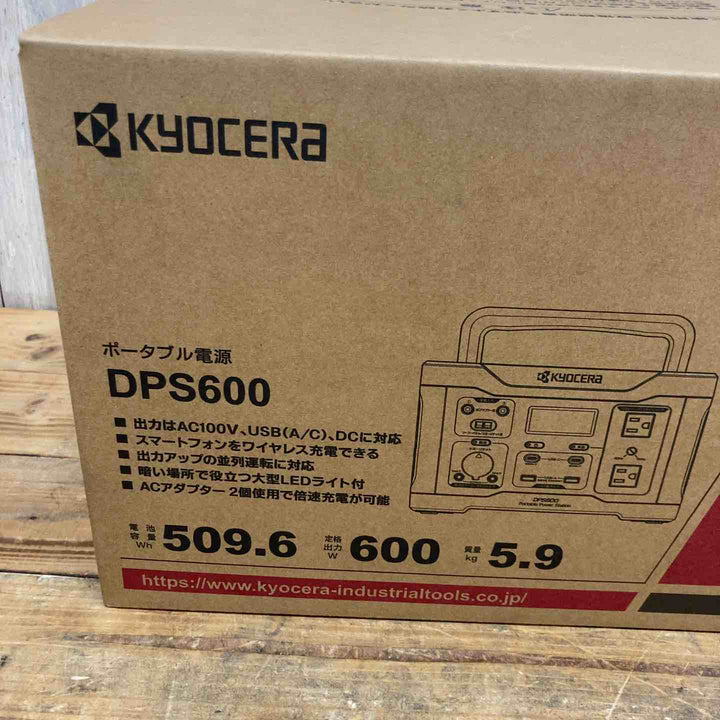 KYOCERA
ポータブル電源
DPS600
■ 出力はAC100V、USB(A/C)、DCに対応
■ スマートフォンをワイヤレス充電できる
■ 出力アップの並列運転に対応
■ 暗い場所で役立つ大型LEDライト付
■ ACアダプター 2個使用で倍速充電が可能
KYOCERA
DPS600
Portable Power Station
電池容量 Wh 509.6 定格出力 W 600 質量 kg 5.9
https://www.kyocera-industrialtools.co.jp/